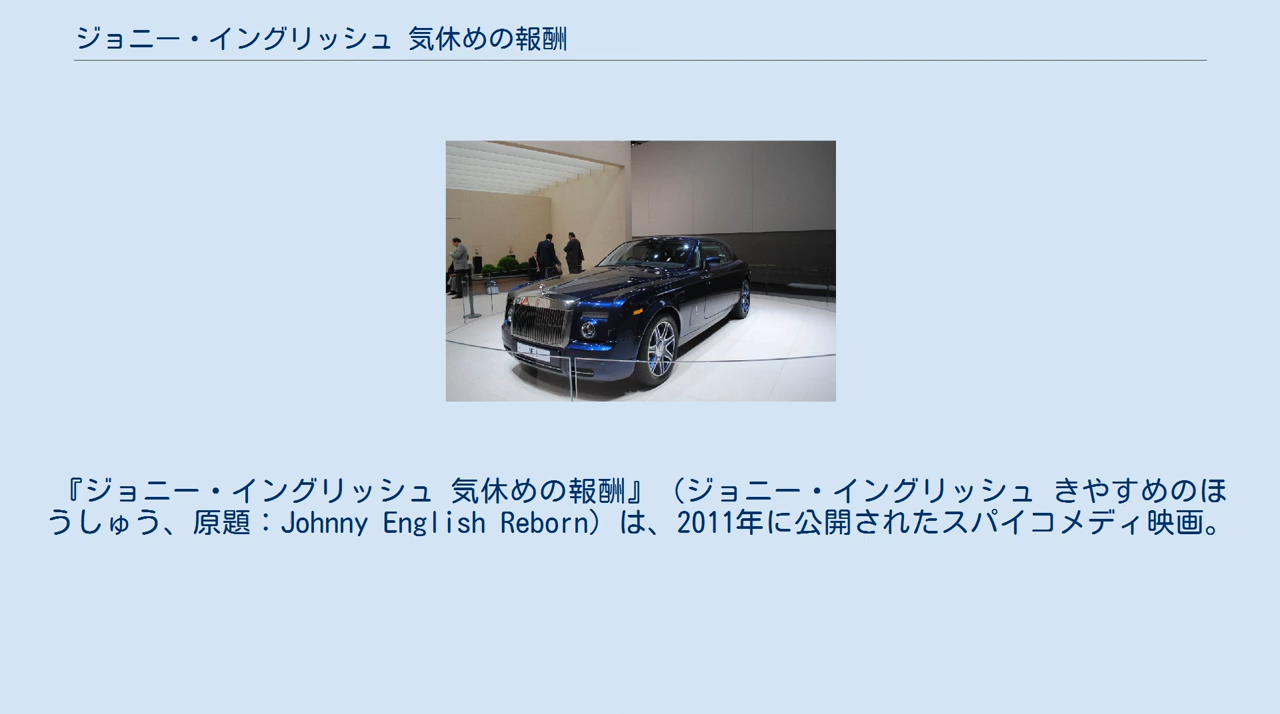 ジョニー・イングリッシュ 気休めの報酬
『ジョニー・イングリッシュ 気休めの報酬』（ジョニー・イングリッシュ きやすめのほ
うしゅう、原題：Johnny English Reborn）は、2011年に公開されたスパイコメディ映画。